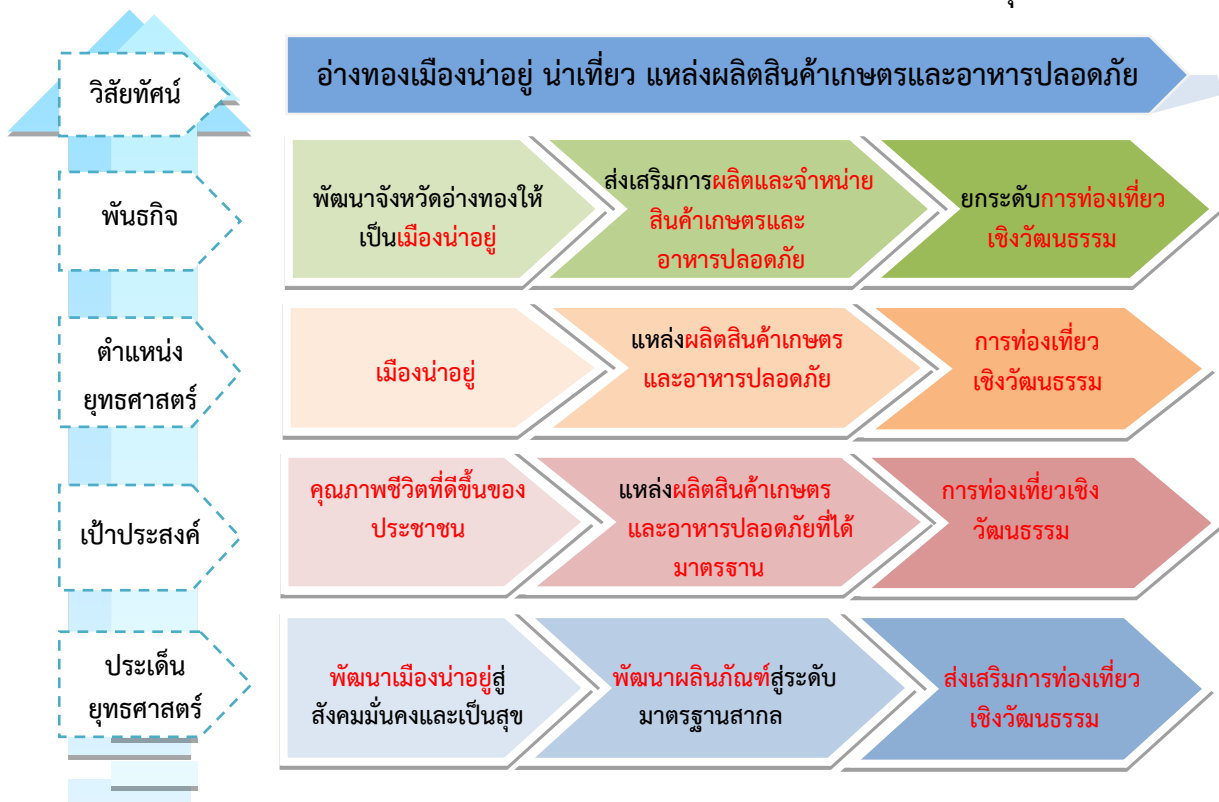 วิสัยทัศน์
อ่างทองเมืองน่าอยู่ น่าเที่ยว แหล่งผลิตสินค้าเกษตรและอาหารปลอดภัย
พันธกิจ
พัฒนาจังหวัดอ่างทองให้
เป็นเมืองน่าอยู่
ส่งเสริมการผลิตและจำหน่าย
สินค้าเกษตรและ
อาหารปลอดภัย
ยกระดับการท่องเที่ยว
เชิงวัฒนธรรม
ตำแหน่ง
ยุทธศาสตร์
เมืองน่าอยู่
แหล่งผลิตสินค้าเกษตร
และอาหารปลอดภัย
การท่องเที่ยว
เชิงวัฒนธรรม
เป้าประสงค์
คุณภาพชีวิตที่ดีขึ้นของ
ประชาชน
แหล่งผลิตสินค้าเกษตร
และอาหารปลอดภัยที่ได้
มาตรธาน
การท่องเที่ยวเชิง
วัฒนธรรม
ประเด็น
ยุทธศาสตร์
พัฒนาเมืองน่าอยู่สู่
สังคมมั่นคงและเป็นสุข
พัฒนาผลินภัณฑ์สู่ระดับ
มาตรฐานสากล
ส่งเสริมการท่องเที่ยว
เชิงวัฒนธรรม